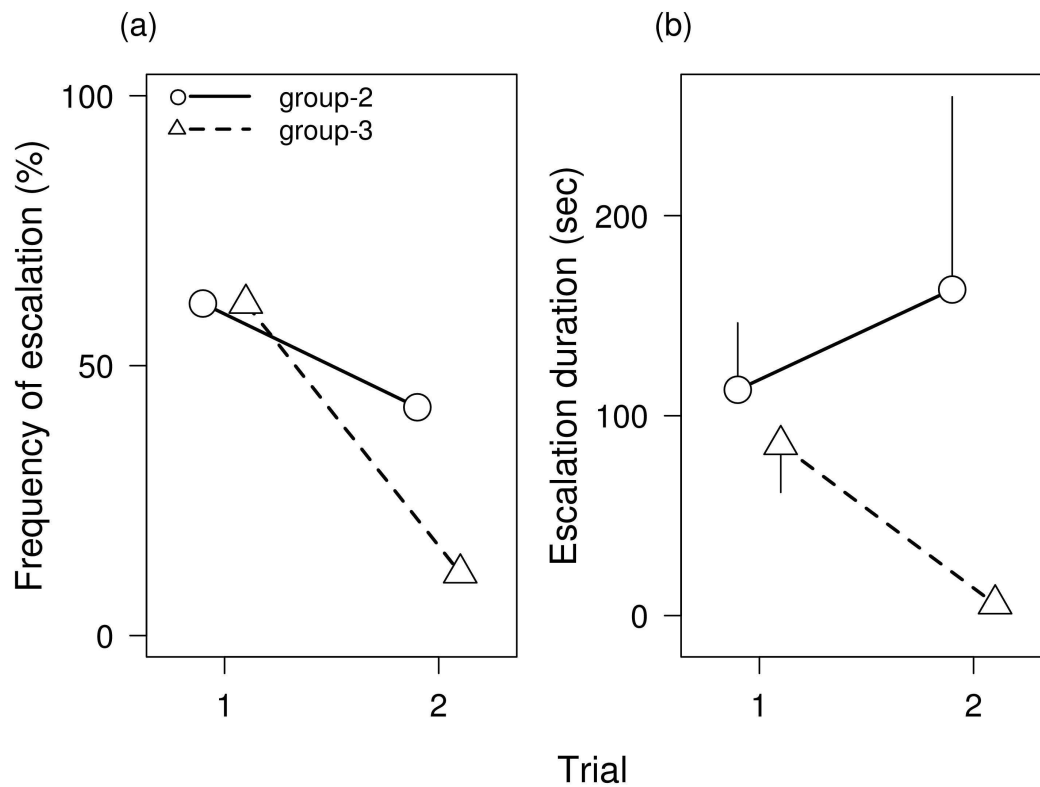 (a)
(b)
Frequency of escalation (%)
100
50
0
group-2
group-3
1
2
Escalation duration (sec)
200
100
0
1
2
Trial